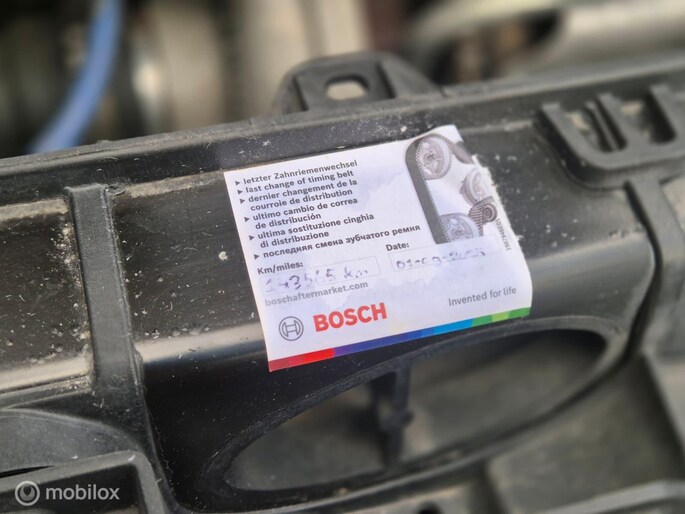 ▸ letzter Zahnriemenwechsel
▸ last change of timing belt
▸ dernier changement de la
courroie de distribution
▸ ultimo cambio de correa
de distribución
▸ ultima sostituzione cinghia
di distribuzione
▸ последняя смена зубчатого ремня
Km/miles:
Date:
km
boschaftermarket.com
BOSCH
Invented for life
mobilox